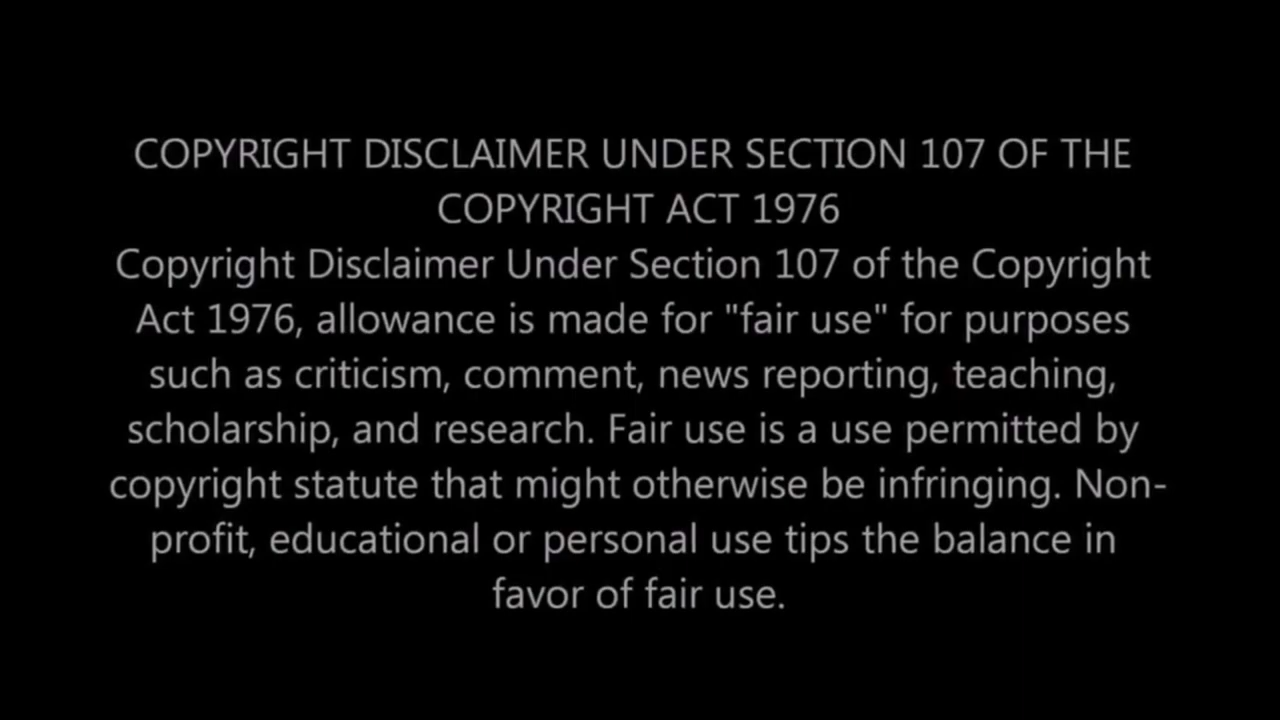 COPYRIGHT DISCLAIMER UNDER SECTION 107 OF THE
COPYRIGHT ACT 1976
Copyright Disclaimer Under Section 107 of the Copyright
Act 1976, allowance is made for "fair use" for purposes
such as criticism, comment, news reporting, teaching,
scholarship, and research. Fair use is a use permitted by
copyright statute that might otherwise be infringing. Non-
profit, educational or personal use tips the balance in
favor of fair use.